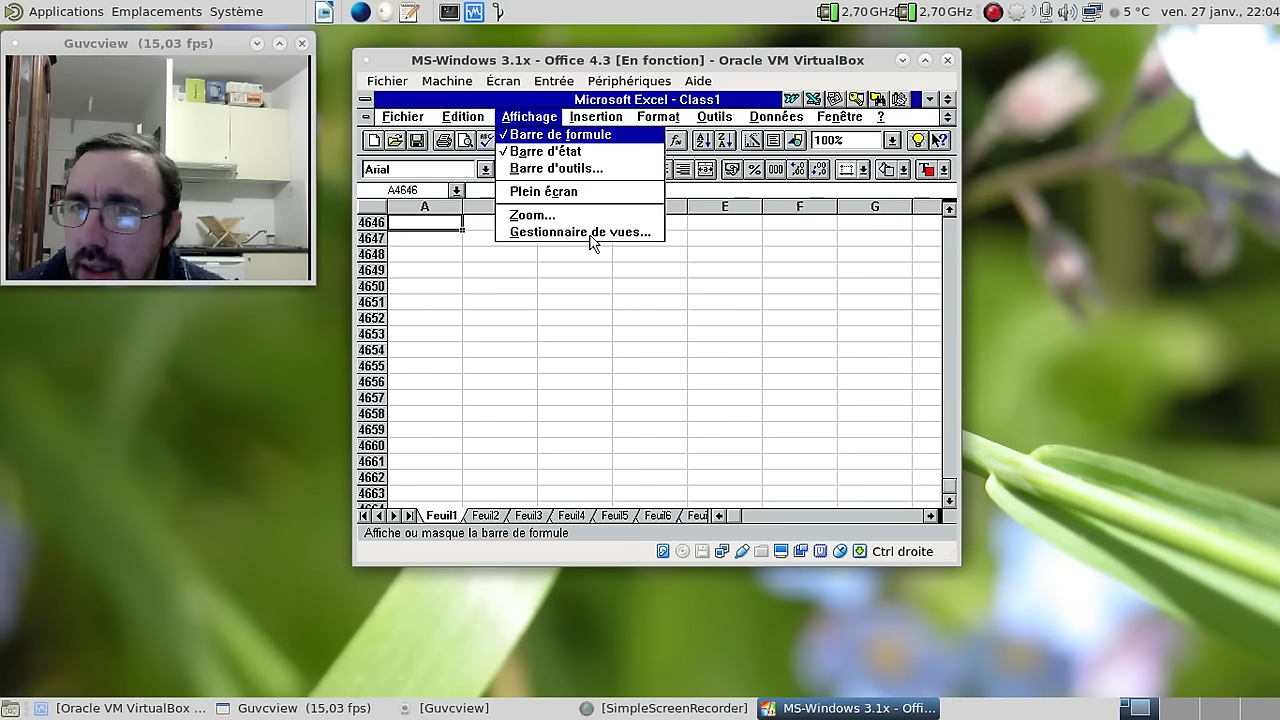 Applications Emplacements Système
2,70 GHz 2,70 GHz 5 °C ven. 27 janv., 22:04
Guvcview (15,03 fps)
MS-Windows 3.1x - Office 4.3 [En fonction] - Oracle VM VirtualBox
Fichier Machine Écran Entrée Périphériques Aide
Microsoft Excel - Class1
Fichier Edition Affichage Insertion Format Outils Données Fenêtre ?
100%
Arial
A4646
Barre de formule
Barre d'état
Barre d'outils...
Plein écran
Zoom...
Gestionnaire de vues...
A E F G
4646
4647
4648
4649
4650
4651
4652
4653
4654
4655
4656
4657
4658
4659
4660
4661
4662
4663
Feuil1 Feuil2 Feuil3 Feuil4 Feuil5 Feuil6 Feui
Affiche ou masque la barre de formule
Ctrl droite
[Oracle VM VirtualBox ... Guvcview (15,03 fps) [Guvcview] [SimpleScreenRecorder] MS-Windows 3.1x - Offi...